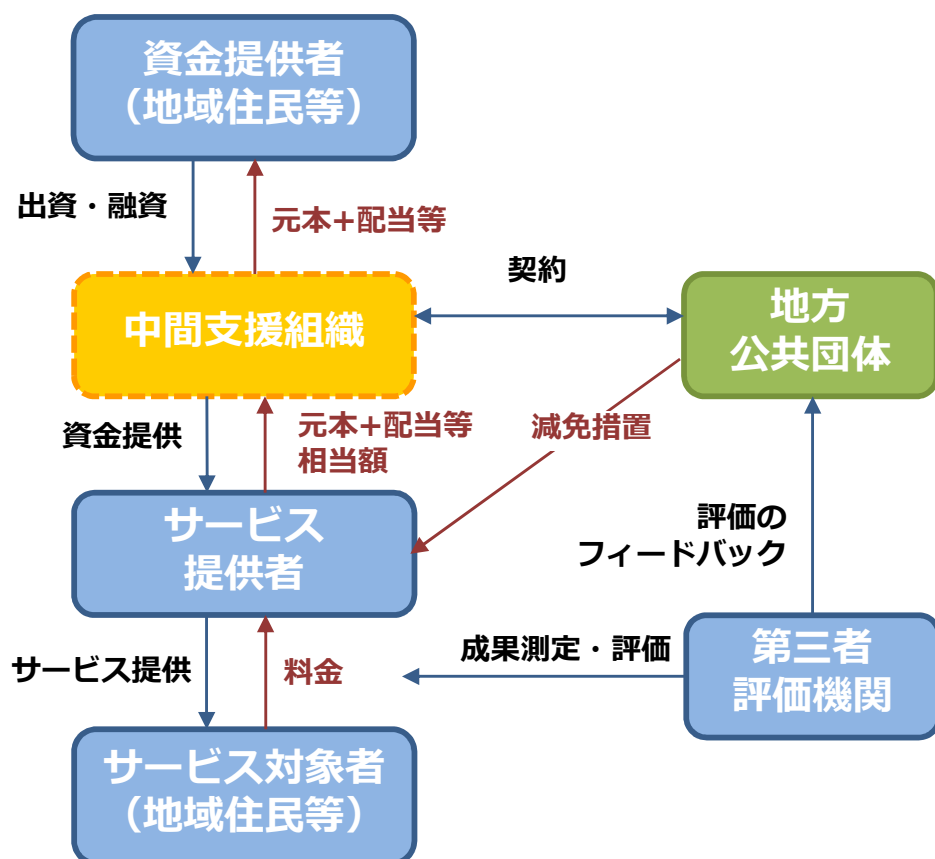 資金提供者
（地域住民等）
出資・融資
元本+配当等
中間支援組織
契約
地方
公共団体
資金提供
元本+配当等
相当額
減免措置
サービス
提供者
評価の
フィードバック
サービス提供
料金
成果測定・評価
第三者
評価機関
サービス対象者
（地域住民等）